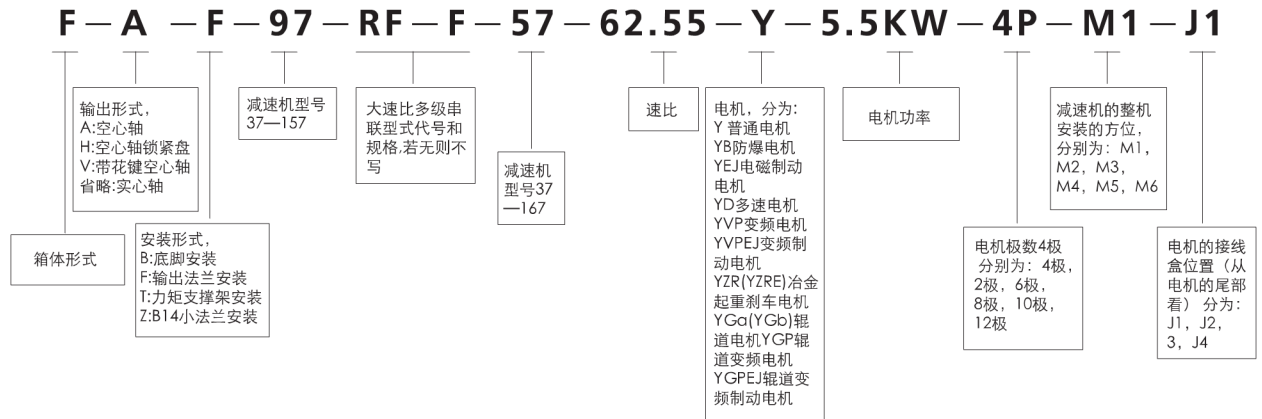 F — A — F — 97 — RF — F — 57 — 62.55 — Y — 5.5KW — 4P — M1 — J1
箱体形式
输出形式，
A:空心轴
H:空心轴锁紧盘
V:带花键空心轴
省略:实心轴
安装形式，
B:底脚安装
F:输出法兰安装
T:力矩支撑架安装
Z:B14小法兰安装
减速机型号
37—157
大速比多级串
联型式代号和
规格,若无则不
写
减速机
型号37
—167
速比
电机，分为:
Y 普通电机
YB防爆电机
YEJ电磁制动
电机
YD多速电机
YVP变频电机
YVPEJ变频制
动电机
YZR(YZRE)冶金
起重刹车电机
YGa(YGb)辊
道电机YGP辊
道变频电机
YGPEJ辊道变
频制动电机
电机功率
电机极数4极
分别为：4极，
2极，6极，
8极，10极，
12极
减速机的整机
安装的方位，
分别为：M1，
M2，M3，
M4，M5，M6
电机的接线
盒位置（从
电机的尾部
看） 分为：
J1，J2，
3，J4